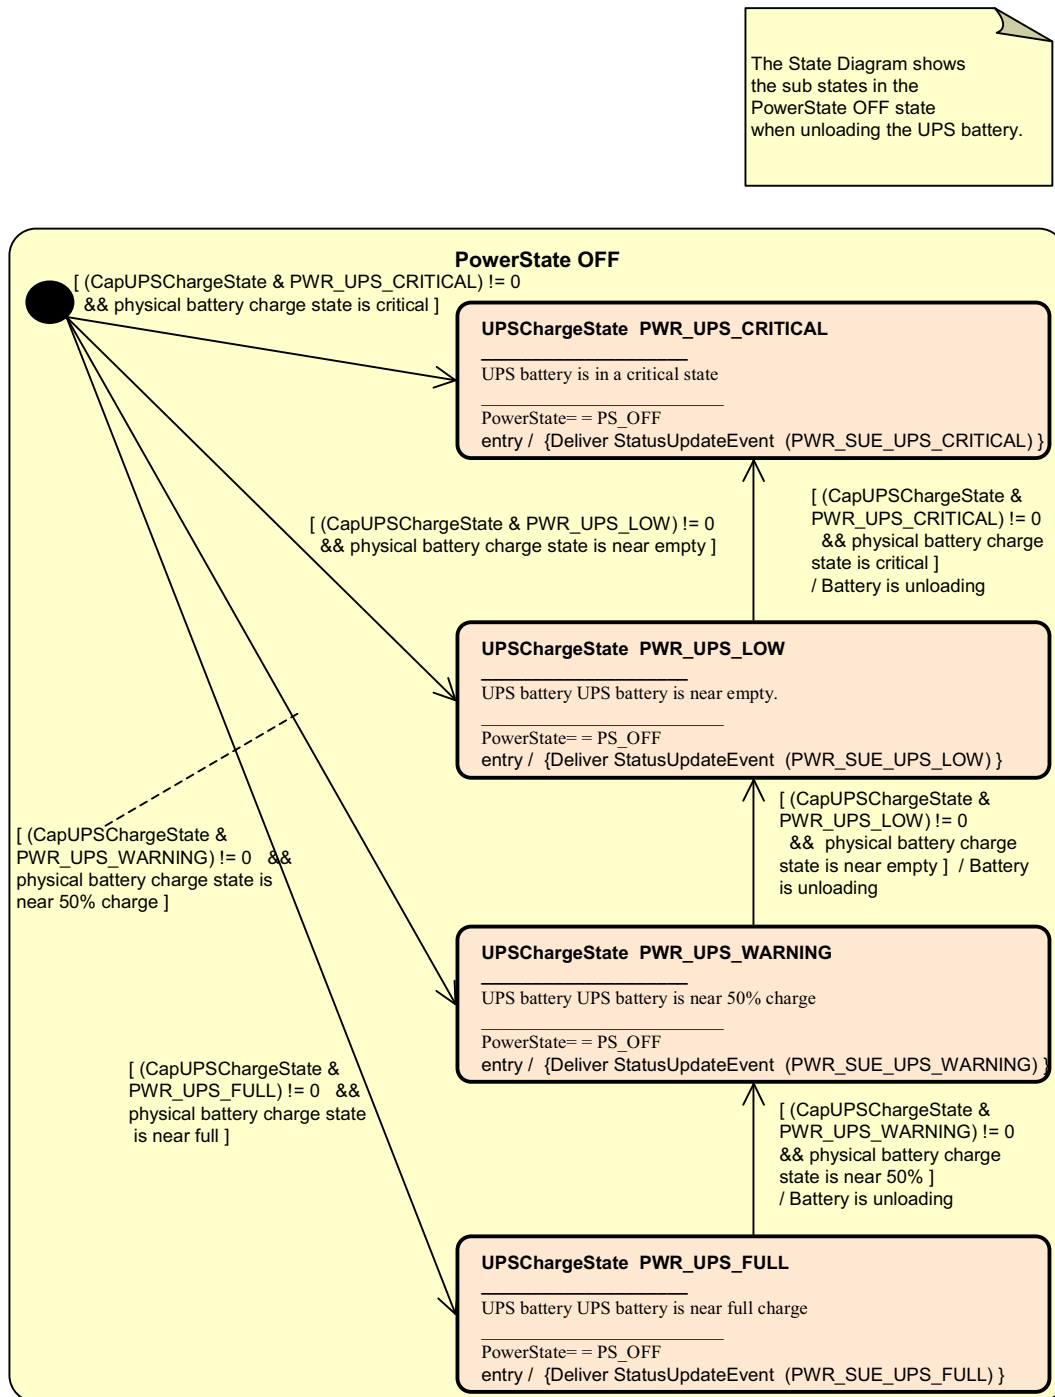 The State Diagram shows
the sub states in the
PowerState OFF state
when unloading the UPS battery.
PowerState OFF
[ (CapUPSChargeState & PWR_UPS_CRITICAL) != 0
&& physical battery charge state is critical ]
UPSChargeState PWR_UPS_CRITICAL
UPS battery is in a critical state
PowerState= = PS_OFF
entry / {Deliver StatusUpdateEvent (PWR_SUE_UPS_CRITICAL) }
[ (CapUPSChargeState & PWR_UPS_LOW) != 0
&& physical battery charge state is near empty ]
[ (CapUPSChargeState &
PWR_UPS_CRITICAL) != 0
&& physical battery charge
state is critical ]
/ Battery is unloading
UPSChargeState PWR_UPS_LOW
UPS battery UPS battery is near empty.
PowerState= = PS_OFF
entry / {Deliver StatusUpdateEvent (PWR_SUE_UPS_LOW) }
[ (CapUPSChargeState &
PWR_UPS_WARNING) != 0 &&
physical battery charge state is
near 50% charge ]
[ (CapUPSChargeState &
PWR_UPS_LOW) != 0
&& physical battery charge
state is near empty ] / Battery
is unloading
UPSChargeState PWR_UPS_WARNING
UPS battery UPS battery is near 50% charge
PowerState= = PS_OFF
entry / {Deliver StatusUpdateEvent (PWR_SUE_UPS_WARNING) }
[ (CapUPSChargeState &
PWR_UPS_FULL) != 0 &&
physical battery charge state
is near full ]
[ (CapUPSChargeState &
PWR_UPS_WARNING) != 0
&& physical battery charge
state is near 50% ]
/ Battery is unloading
UPSChargeState PWR_UPS_FULL
UPS battery UPS battery is near full charge
PowerState= = PS_OFF
entry / {Deliver StatusUpdateEvent (PWR_SUE_UPS_FULL) }